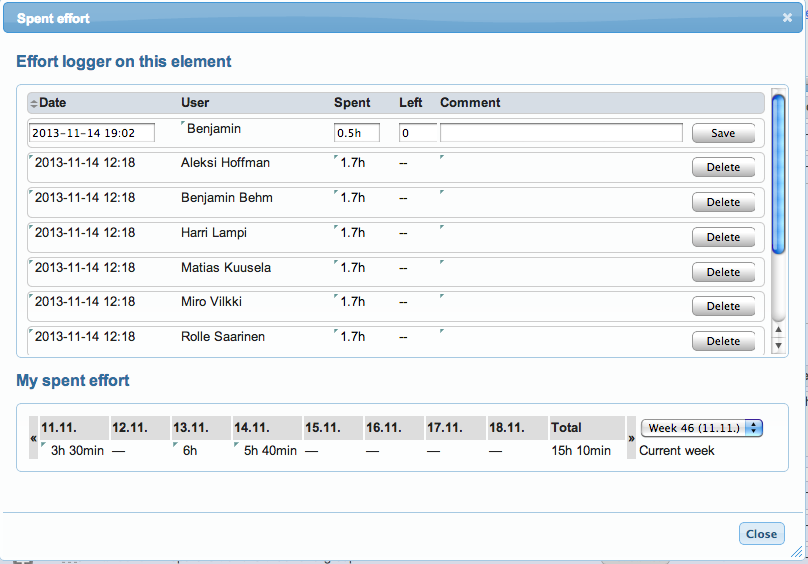 Spent effort
Effort logger on this element
Date User Spent Left Comment
2013-11-14 19:02 Benjamin 0.5h 0 Save
2013-11-14 12:18 Aleksi Hoffman 1.7h -- Delete
2013-11-14 12:18 Benjamin Behm 1.7h -- Delete
2013-11-14 12:18 Harri Lampi 1.7h -- Delete
2013-11-14 12:18 Matias Kuusela 1.7h -- Delete
2013-11-14 12:18 Miro Vilkki 1.7h -- Delete
2013-11-14 12:18 Rolle Saarinen 1.7h -- Delete
My spent effort
« 11.11. 12.11. 13.11. 14.11. 15.11. 16.11. 17.11. 18.11. Total » Week 46 (11.11.)
3h 30min — 6h 5h 40min — — — — 15h 10min Current week
Close